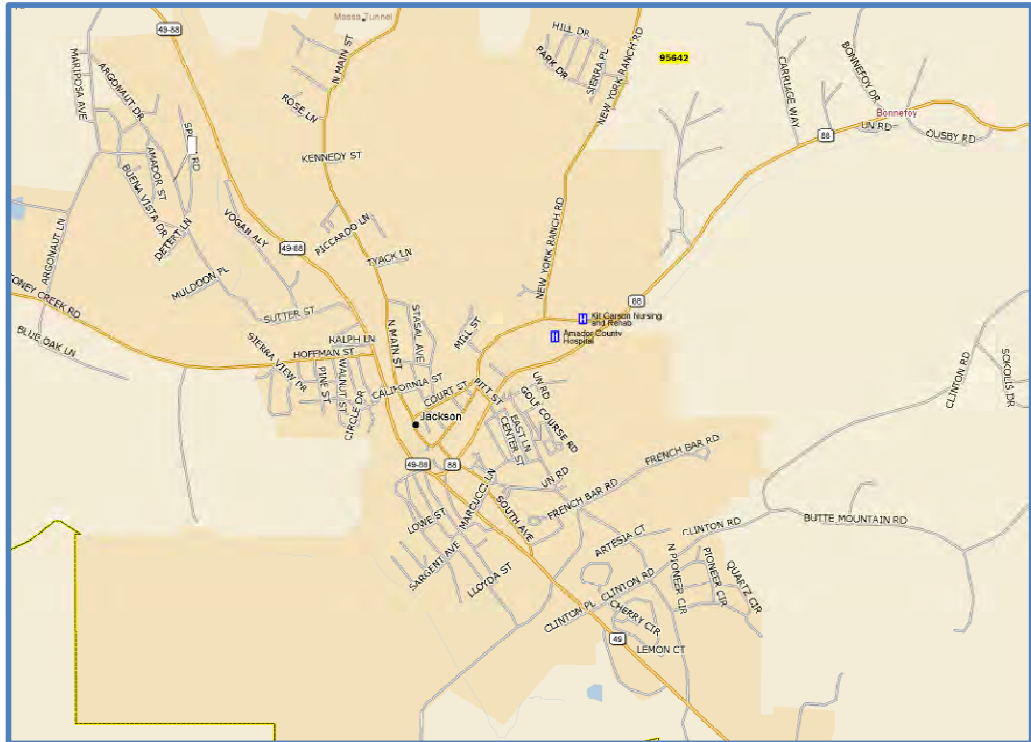 Massa Tunnel
49-88
N MAIN ST
HILL DR
PARK DR
SIERRA PL
NEW YORK RANCH RD
95642
MARIPOSA AVE
ARGONAUT DR
ROSE LN
CARRIAGE WAY
BONNEFOY DR
Bonnefoy
UN RD
OUSBY RD
88
KENNEDY ST
AMADOR ST
BUENA VISTA DR
DETERT LN
VOGAN ALY
ARGONAUT LN
MULDOON PL
49-88
PICCARDO LN
TYACK LN
NEW YORK RANCH RD
88
Kit Carson Nursing
and Rehab
Amador County
Hospital
TONEY CREEK RD
BLUE OAK LN
SUTTER ST
RALPH LN
HOFFMAN ST
SIERRA VIEW DR
PINE ST
WALNUT ST
CIRCLE DR
N MAIN ST
STASAL AVE
MILL ST
CALIFORNIA ST
COURT ST
PITT ST
UN RD
GOLF COURSE RD
EAST LN
CENTER ST
Jackson
CLINTON RD
SOKOLIS DR
49-88
88
FRENCH BAR RD
UN RD
MARCUCCI LN
SOUTH AVE
FRENCH BAR RD
LOWE ST
SARGENT AVE
LLOYDA ST
ARTESIA CT
CLINTON RD
BUTTE MOUNTAIN RD
CLINTON PL
CLINTON RD
N PIONEER CIR
PIONEER CIR
QUARTZ CIR
CHERRY CIR
49
LEMON CT